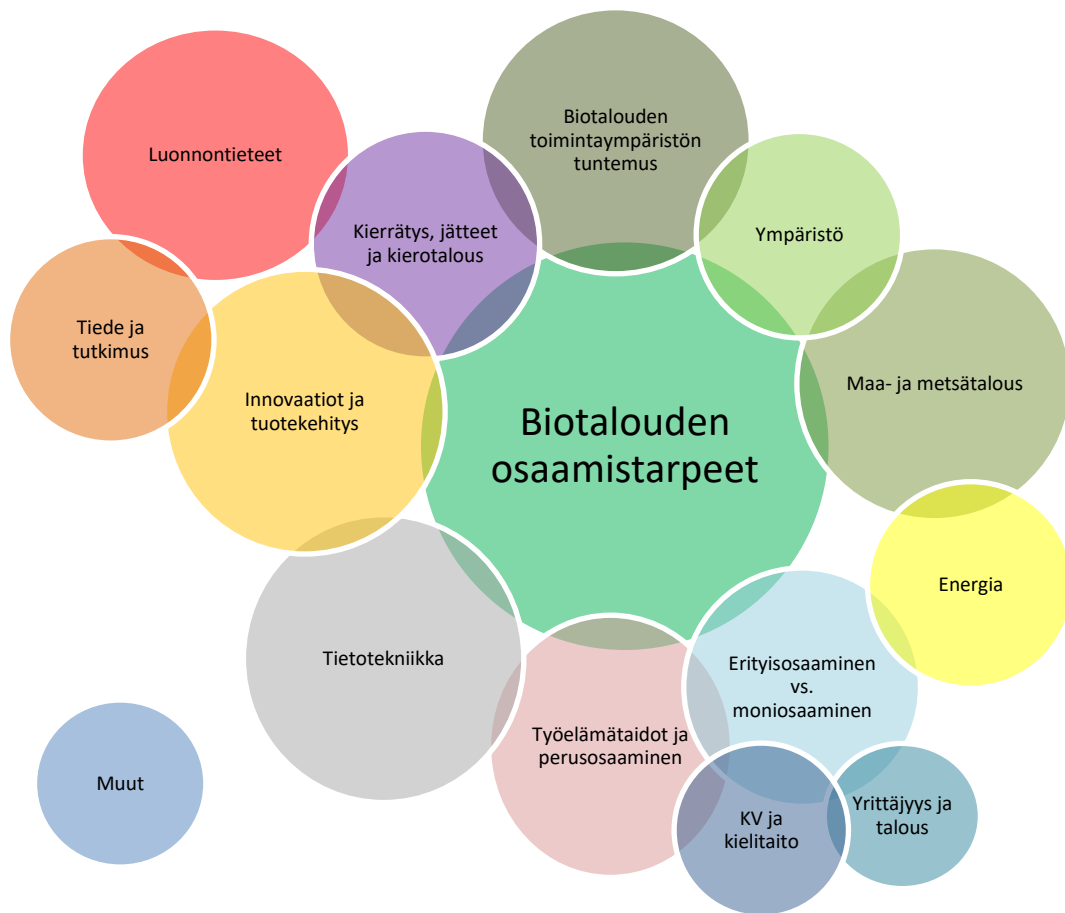 Luonnontieteet
Biotalouden
toimintaympäristön
tuntemus
Kierrätys, jätteet
ja kierotalous
Ympäristö
Tiede ja
tutkimus
Innovaatiot ja
tuotekehitys
Maa- ja metsätalous
Biotalouden
osaamistarpeet
Energia
Tietotekniikka
Erityisosaaminen
vs.
moniosaaminen
Työelämätaidot ja
perusosaaminen
Muut
KV ja
kielitaito
Yrittäjyys ja
talous